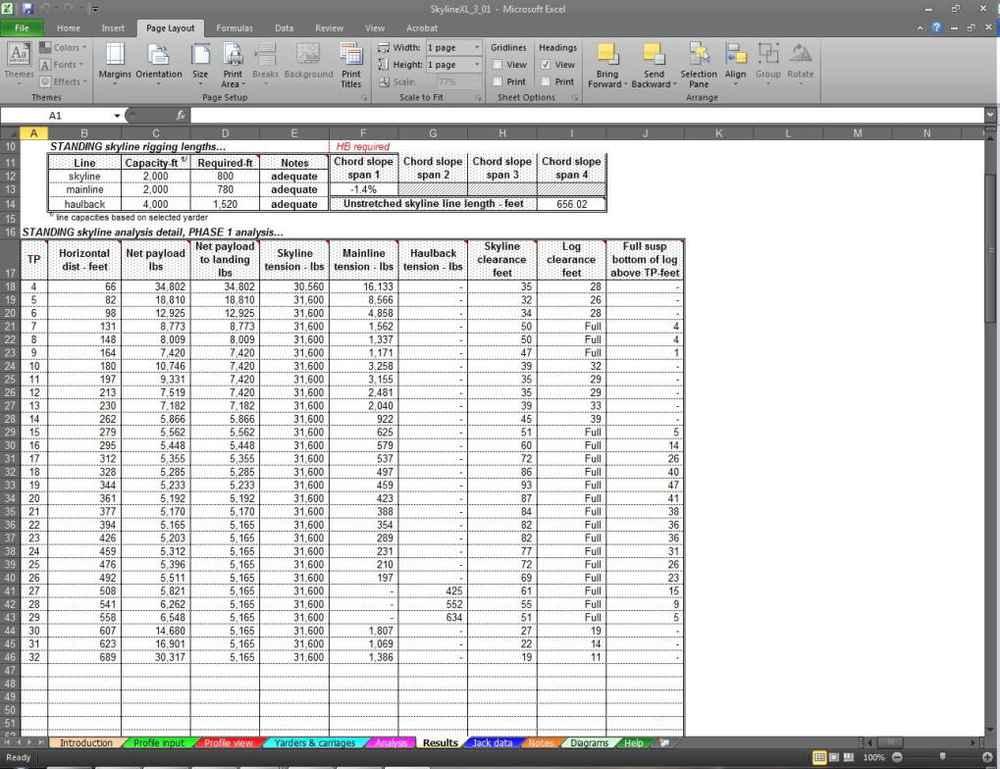 SkylineXL_3_01 - Microsoft Excel
File Home Insert Page Layout Formulas Data Review View Acrobat
Colors Width: 1 page Gridlines Headings
Aa Fonts Height: 1 page View View
Themes Effects Margins Orientation Size Print Area Breaks Background Print Titles Scale: 77% Print Print Bring Forward Send Backward Selection Pane Align Group Rotate
Themes Page Setup Scale to Fit Sheet Options Arrange
A1 fx
A B C D E F G H I J K L M N
10 STANDING skyline rigging lengths... HB required
11 Line Capacity-ft Required-ft Notes Chord slope span 1 Chord slope span 2 Chord slope span 3 Chord slope span 4
12 skyline 2,000 800 adequate
13 mainline 2,000 780 adequate -1.4%
14 haulback 4,000 1,520 adequate Unstretched skyline line length - feet 656.02
15 line capacities based on selected yarder
16 STANDING skyline analysis detail, PHASE 1 analysis...
17 TP Horizontal dist - feet Net payload lbs Net payload to landing lbs Skyline tension - lbs Mainline tension - lbs Haulback tension - lbs Skyline clearance feet Log clearance feet Full susp bottom of log above TP-feet
18 4 66 34,802 34,802 30,560 16,133 - 35 28 -
19 5 82 18,810 18,810 31,600 8,566 - 32 26 -
20 6 98 12,925 12,925 31,600 4,858 - 34 28 -
21 7 131 8,773 8,773 31,600 1,562 - 50 Full 4
22 8 148 8,009 8,009 31,600 1,337 - 50 Full 4
23 9 164 7,420 7,420 31,600 1,171 - 47 Full 1
24 10 180 10,746 7,420 31,600 3,258 - 39 32 -
25 11 197 9,331 7,420 31,600 3,155 - 35 29 -
26 12 213 7,519 7,420 31,600 2,481 - 35 29 -
27 13 230 7,182 7,182 31,600 2,040 - 39 33 -
28 14 262 5,866 5,866 31,600 922 - 45 39 -
29 15 279 5,562 5,562 31,600 625 - 51 Full 5
30 16 295 5,448 5,448 31,600 579 - 60 Full 14
31 17 312 5,355 5,355 31,600 537 - 72 Full 26
32 18 328 5,285 5,285 31,600 497 - 86 Full 40
33 19 344 5,233 5,233 31,600 459 - 93 Full 47
34 20 361 5,192 5,192 31,600 423 - 87 Full 41
35 21 377 5,170 5,170 31,600 388 - 84 Full 38
36 22 394 5,165 5,165 31,600 354 - 82 Full 36
37 23 426 5,203 5,165 31,600 289 - 82 Full 36
38 24 459 5,312 5,165 31,600 231 - 77 Full 31
39 25 476 5,396 5,165 31,600 210 - 72 Full 26
40 26 492 5,511 5,165 31,600 197 - 69 Full 23
41 27 508 5,821 5,165 31,600 - 425 61 Full 15
42 28 541 6,262 5,165 31,600 - 552 55 Full 9
43 29 558 6,548 5,165 31,600 - 634 51 Full 5
44 30 607 14,680 5,165 31,600 1,807 - 27 19 -
45 31 623 16,901 5,165 31,600 1,069 - 22 14 -
46 32 689 30,317 5,165 31,600 1,386 - 19 11 -
47
48
49
50
51
Introduction Profile input Profile view Yarders & carriages Analysis Results Jack data Notes Diagrams Help
Ready 100%